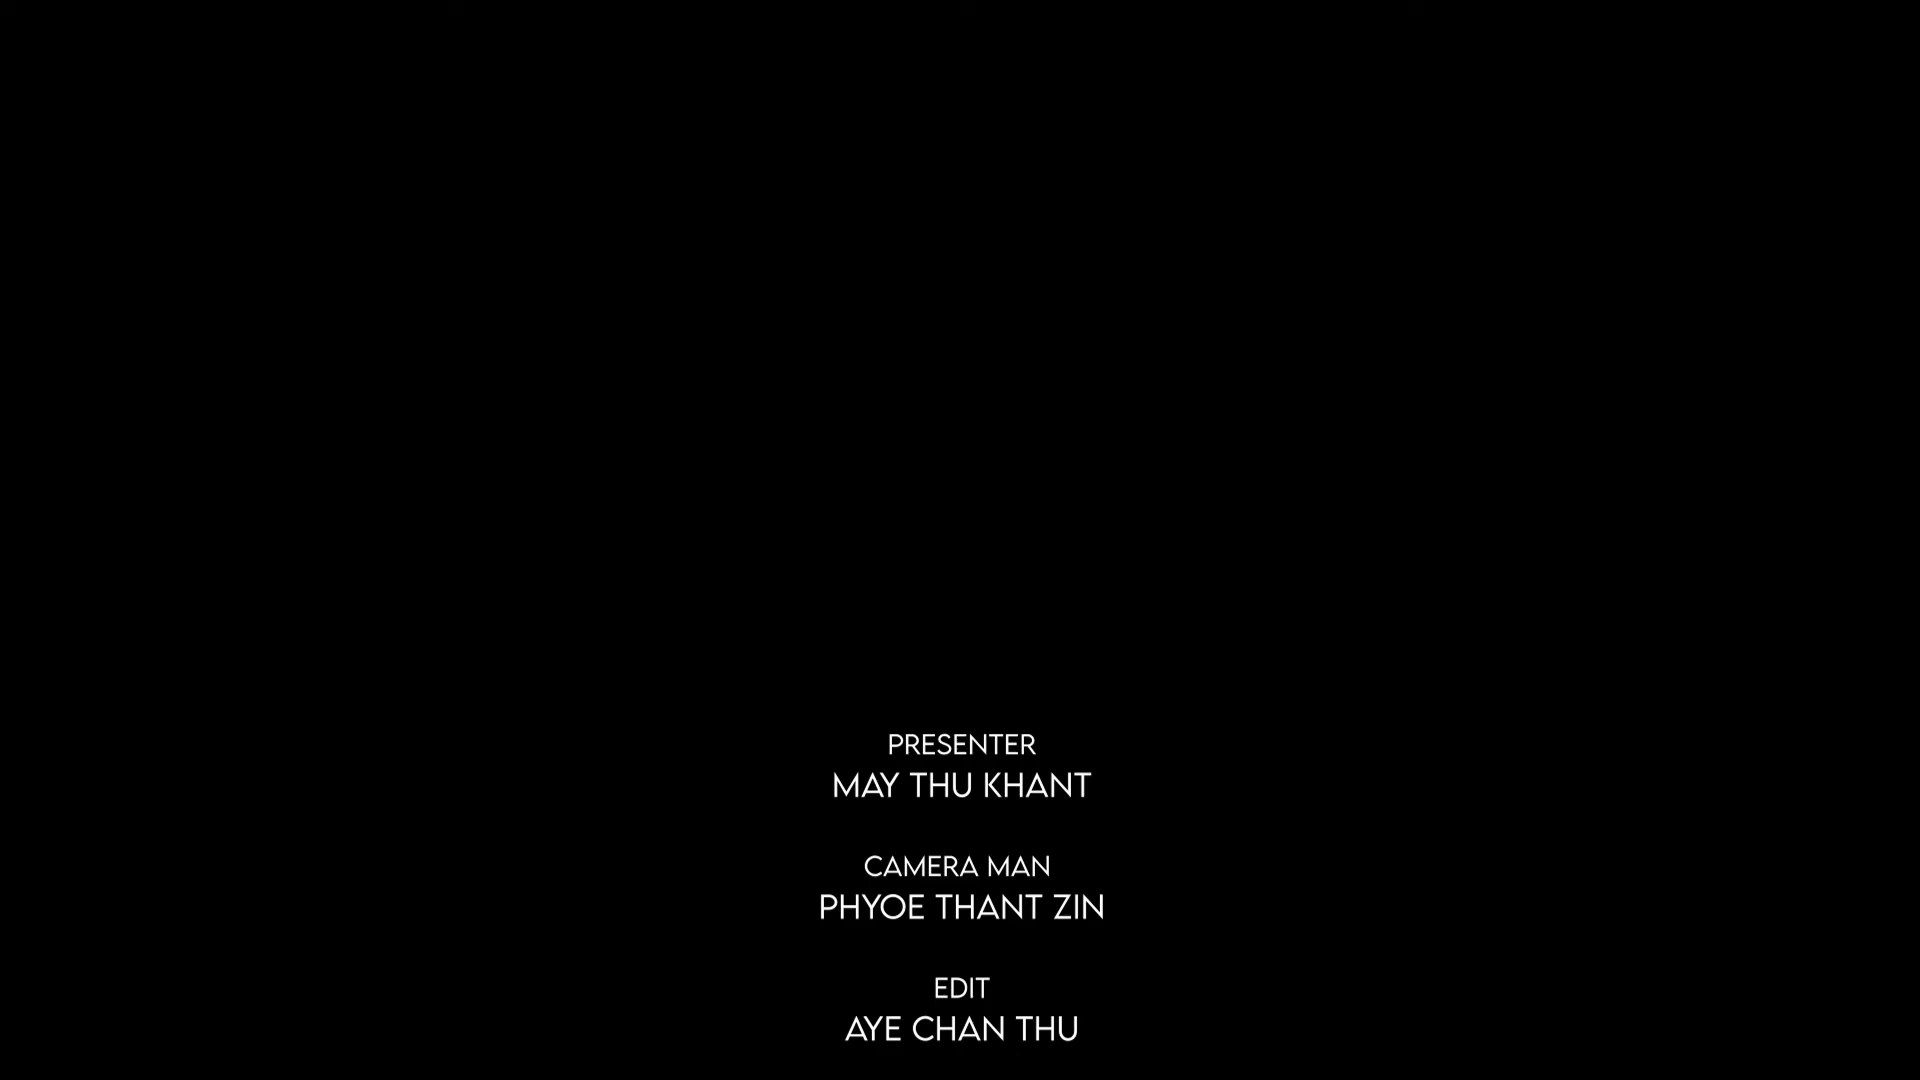 PRESENTER
MAY THU KHANT
CAMERA MAN
PHYOE THANT ZIN
EDIT
AYE CHAN THU